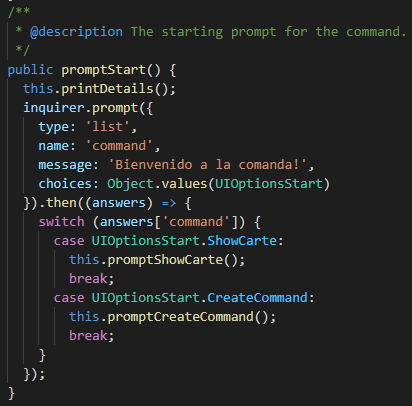 /**
 * @description The starting prompt for the command.
 */
public promptStart() {
  this.printDetails();
  inquirer.prompt({
    type: 'list',
    name: 'command',
    message: 'Bienvenido a la comanda!',
    choices: Object.values(UIOptionsStart)
  }).then((answers) => {
    switch (answers['command']) {
      case UIOptionsStart.ShowCarte:
        this.promptShowCarte();
        break;
      case UIOptionsStart.CreateCommand:
        this.promptCreateCommand();
        break;
    }
  });
}